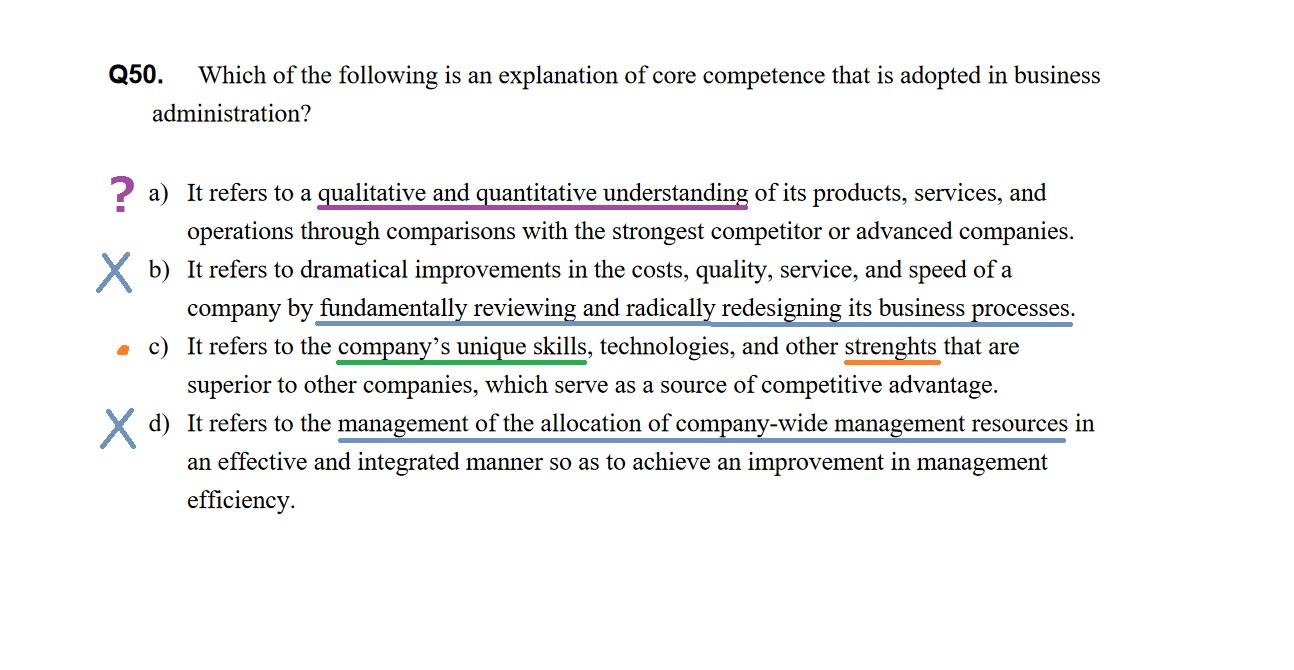 Q50. Which of the following is an explanation of core competence that is adopted in business
administration?
? a) It refers to a qualitative and quantitative understanding of its products, services, and
operations through comparisons with the strongest competitor or advanced companies.
X b) It refers to dramatical improvements in the costs, quality, service, and speed of a
company by fundamentally reviewing and radically redesigning its business processes.
c) It refers to the company’s unique skills, technologies, and other strenghts that are
superior to other companies, which serve as a source of competitive advantage.
X d) It refers to the management of the allocation of company-wide management resources in
an effective and integrated manner so as to achieve an improvement in management
efficiency.